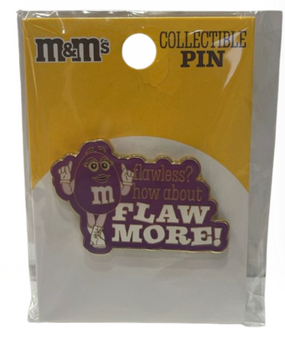 m&m's
COLLECTIBLE
PIN
flawless?
how about
FLAW
MORE!
m